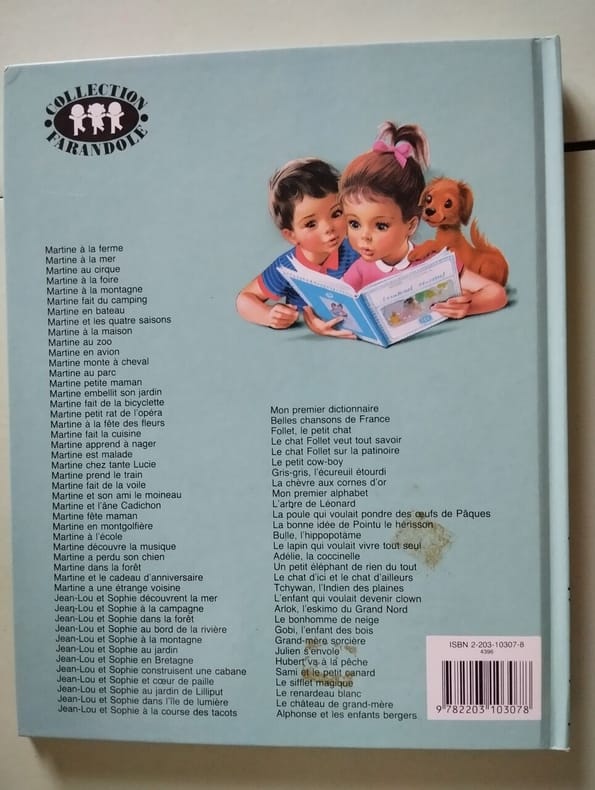 COLLECTION
FARANDOLE
Martine à la ferme
Martine à la mer
Martine au cirque
Martine à la foire
Martine à la montagne
Martine fait du camping
Martine en bateau
Martine et les quatre saisons
Martine à la maison
Martine au zoo
Martine en avion
Martine monte à cheval
Martine au parc
Martine petite maman
Martine embellit son jardin
Martine fait de la bicyclette
Martine petit rat de l'opéra
Martine à la fête des fleurs
Martine fait la cuisine
Martine apprend à nager
Martine est malade
Martine chez tante Lucie
Martine prend le train
Martine fait de la voile
Martine et son ami le moineau
Martine et l'âne Cadichon
Martine fête maman
Martine en montgolfière
Martine à l'école
Martine découvre la musique
Martine a perdu son chien
Martine dans la forêt
Martine et le cadeau d'anniversaire
Martine a une étrange voisine
Jean-Lou et Sophie découvrent la mer
Jean-Lou et Sophie à la campagne
Jean-Lou et Sophie dans la forêt
Jean-Lou et Sophie au bord de la rivière
Jean-Lou et Sophie à la montagne
Jean-Lou et Sophie au jardin
Jean-Lou et Sophie en Bretagne
Jean-Lou et Sophie construisent une cabane
Jean-Lou et Sophie et cœur de paille
Jean-Lou et Sophie au jardin de Lilliput
Jean-Lou et Sophie dans l'île de lumière
Jean-Lou et Sophie à la course des tacots
Mon premier dictionnaire
Belles chansons de France
Follet, le petit chat
Le chat Follet veut tout savoir
Le chat Follet sur la patinoire
Le petit cow-boy
Gris-gris, l'écureuil étourdi
La chèvre aux cornes d'or
Mon premier alphabet
L'arbre de Léonard
La poule qui voulait pondre des œufs de Pâques
La bonne idée de Pointu le hérisson
Bulle, l'hippopotame
Le lapin qui voulait vivre tout seul
Adélie, la coccinelle
Un petit éléphant de rien du tout
Le chat d'ici et le chat d'ailleurs
Tchywan, l'Indien des plaines
L'enfant qui voulait devenir clown
Arlok, l'eskimo du Grand Nord
Le bonhomme de neige
Gobi, l'enfant des bois
Grand-mère sorcière
Julien s'envole
Hubert va à la pêche
Sami et le petit canard
Le sifflet magique
Le renardeau blanc
Le château de grand-mère
Alphonse et les enfants bergers
ISBN 2-203-10307-8
4396
9 782203 103078